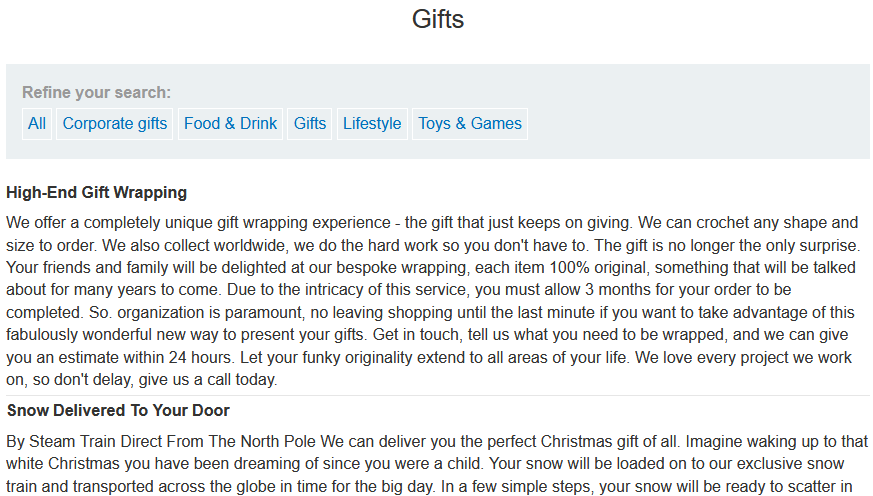 Gifts
Refine your search:
All Corporate gifts Food & Drink Gifts Lifestyle Toys & Games
High-End Gift Wrapping
We offer a completely unique gift wrapping experience - the gift that just keeps on giving. We can crochet any shape and
size to order. We also collect worldwide, we do the hard work so you don't have to. The gift is no longer the only surprise.
Your friends and family will be delighted at our bespoke wrapping, each item 100% original, something that will be talked
about for many years to come. Due to the intricacy of this service, you must allow 3 months for your order to be
completed. So. organization is paramount, no leaving shopping until the last minute if you want to take advantage of this
fabulously wonderful new way to present your gifts. Get in touch, tell us what you need to be wrapped, and we can give
you an estimate within 24 hours. Let your funky originality extend to all areas of your life. We love every project we work
on, so don't delay, give us a call today.
Snow Delivered To Your Door
By Steam Train Direct From The North Pole We can deliver you the perfect Christmas gift of all. Imagine waking up to that
white Christmas you have been dreaming of since you were a child. Your snow will be loaded on to our exclusive snow
train and transported across the globe in time for the big day. In a few simple steps, your snow will be ready to scatter in